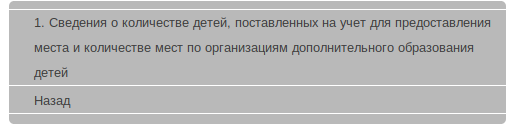 1. Сведения о количестве детей, поставленных на учет для предоставления
места и количестве мест по организациям дополнительного образования
детей
Назад